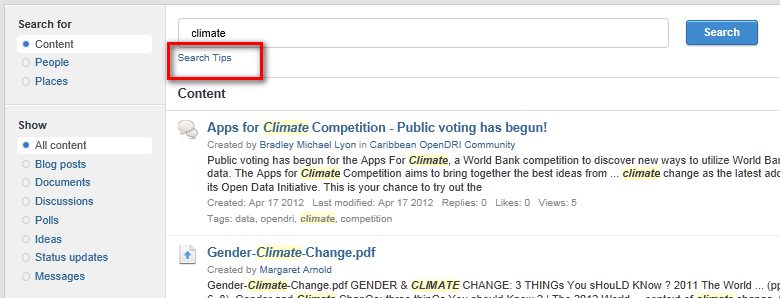 Search for
Content
People
Places
Show
All content
Blog posts
Documents
Discussions
Polls
Ideas
Status updates
Messages
climate
Search
Search Tips
Content
Apps for Climate Competition - Public voting has begun!
Created by Bradley Michael Lyon in Caribbean OpenDRI Community
Public voting has begun for the Apps For Climate, a World Bank competition to discover new ways to utilize World Ban
data. The Apps for Climate Competition aims to bring together the best ideas from ... climate change as the latest add
its Open Data Initiative. This is your chance to try out the
Created: Apr 17 2012 Last modified: Apr 17 2012 Replies: 0 Likes: 0 Views: 5
Tags: data, opendri, climate, competition
Gender-Climate-Change.pdf
Created by Margaret Arnold
Gender-Climate-Change.pdf GENDER & CLIMATE CHANGE: 3 THINGs You sHouLD KNow ? 2011 The World ... (pp